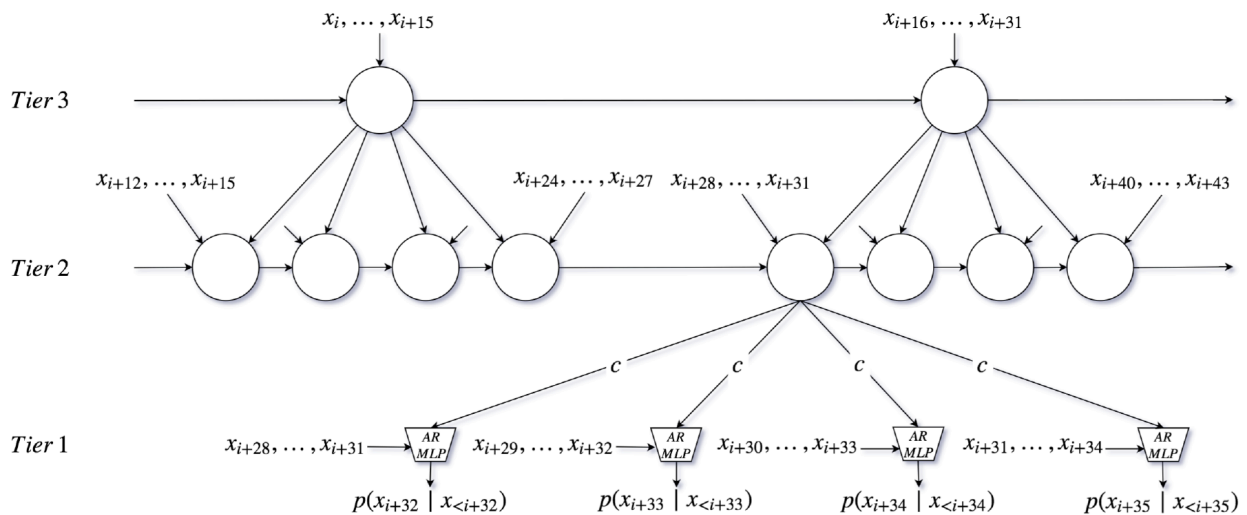 x_i, … , x_{i+15} x_{i+16}, … , x_{i+31}
Tier 3
x_{i+12}, … , x_{i+15} x_{i+24}, … , x_{i+27} x_{i+28}, … , x_{i+31} x_{i+40}, … , x_{i+43}
Tier 2
c c c c
Tier 1 x_{i+28}, … , x_{i+31} AR MLP x_{i+29}, … , x_{i+32} AR MLP x_{i+30}, … , x_{i+33} AR MLP x_{i+31}, … , x_{i+34} AR MLP
p(x_{i+32} | x_{<i+32}) p(x_{i+33} | x_{<i+33}) p(x_{i+34} | x_{<i+34}) p(x_{i+35} | x_{<i+35})